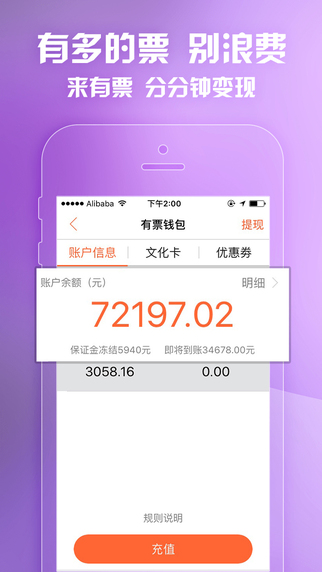 有多的票 别浪费
来有票 分分钟变现
Alibaba 下午2:00
有票钱包 提现
账户信息 文化卡 优惠券
账户余额（元） 明细
72197.02
保证金冻结5940元 即将到账34678.00元
3058.16 0.00
规则说明
充值